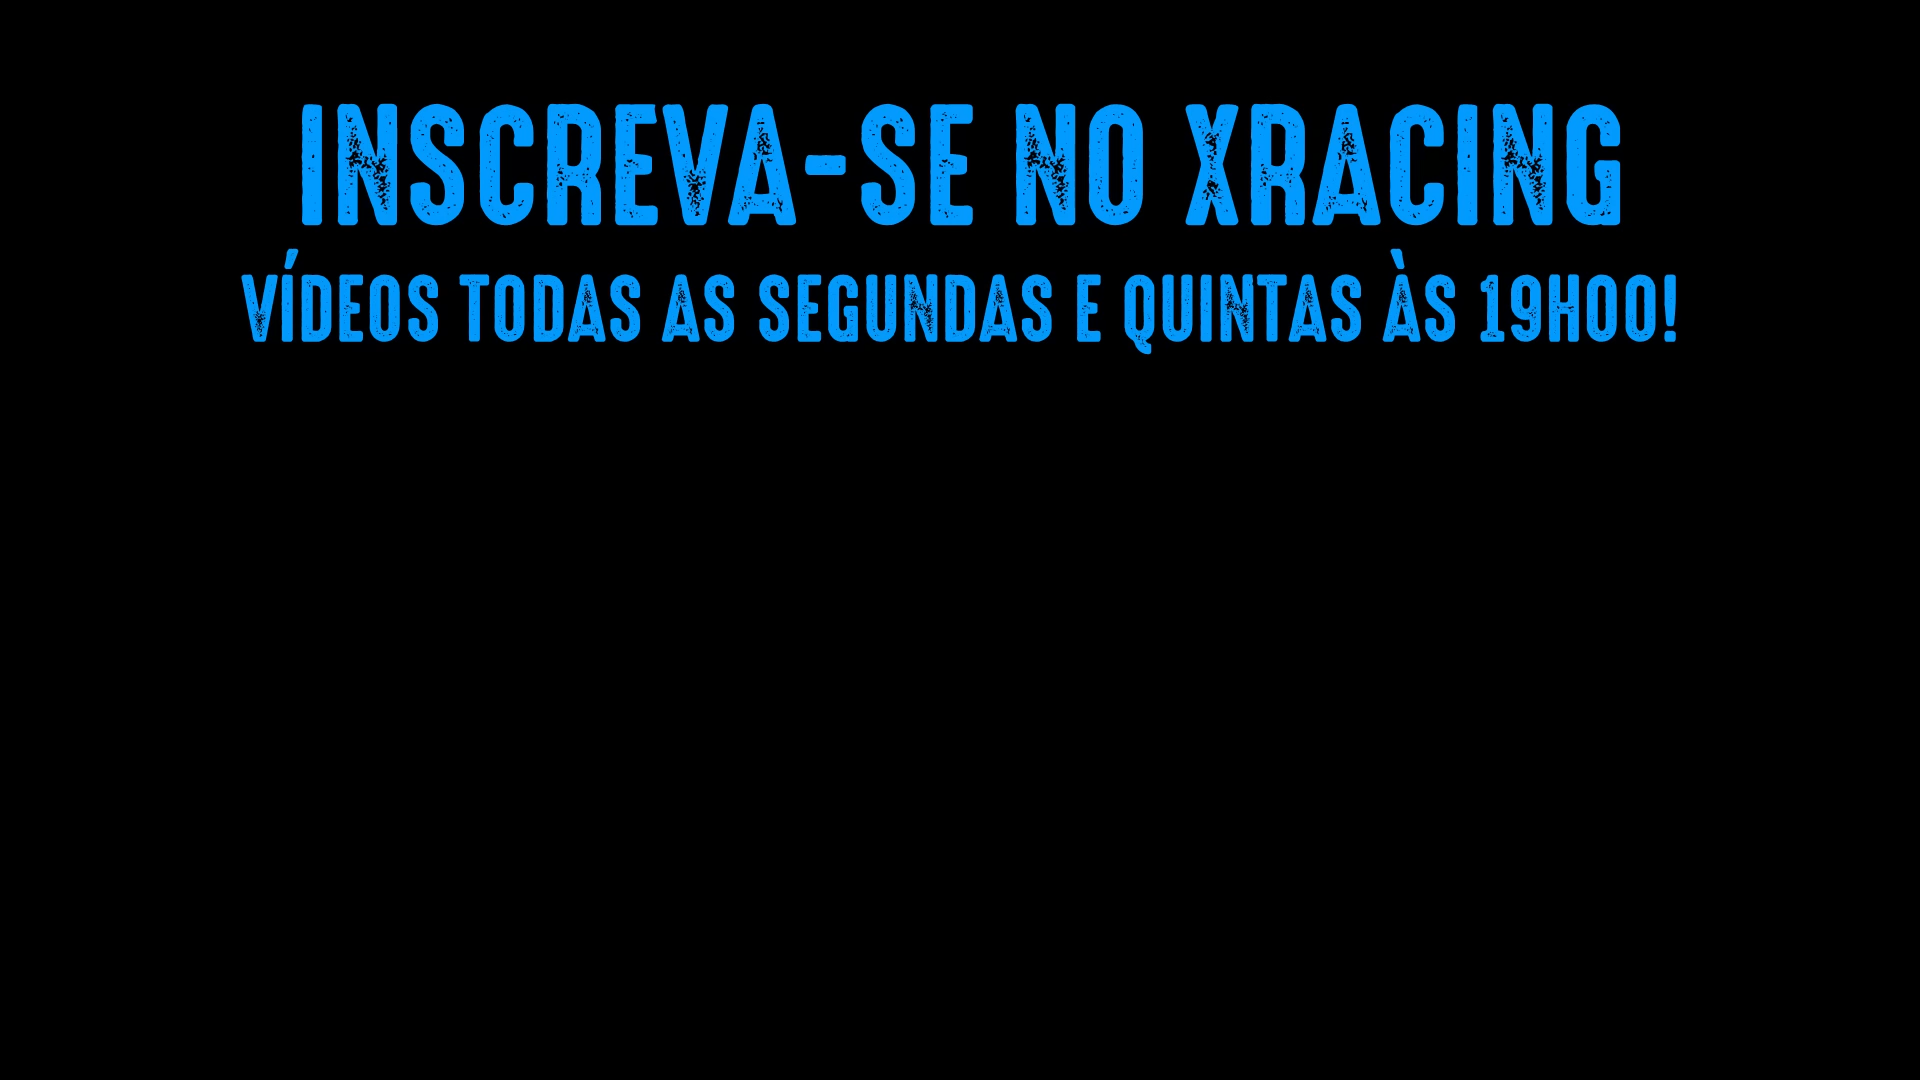 INSCREVA-SE NO XRACING
VÍDEOS TODAS AS SEGUNDAS E QUINTAS ÀS 19H00!